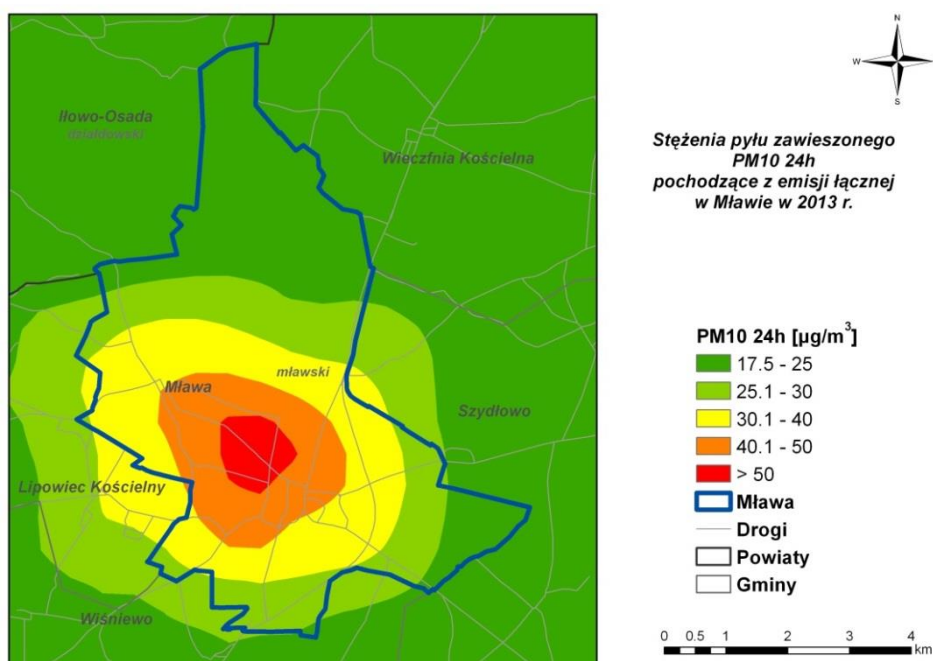 N
W E
S
Iłowo-Osada
działdowski
Wieczfnia Kościelna
Stężenia pyłu zawieszonego
PM10 24h
pochodzące z emisji łącznej
w Mławie w 2013 r.
mławski
Mława
Szydłowo
Lipowiec Kościelny
Wiśniewo
PM10 24h [µg/m³]
17.5 - 25
25.1 - 30
30.1 - 40
40.1 - 50
> 50
Mława
Drogi
Powiaty
Gminy
0 0.5 1 2 3 4
km